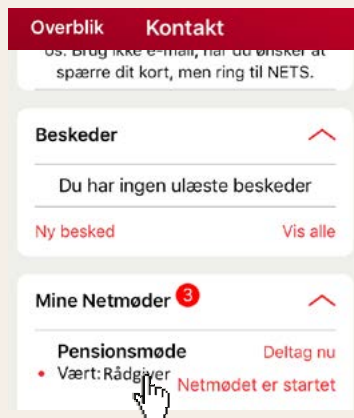 Overblik Kontakt
os. Brug ikke e-mail, når du ønsker at
spærre dit kort, men ring til NETS.
Beskeder
Du har ingen ulæste beskeder
Ny besked Vis alle
Mine Netmøder 3
Pensionsmøde Deltag nu
• Vært:Rådgiver
Netmødet er startet